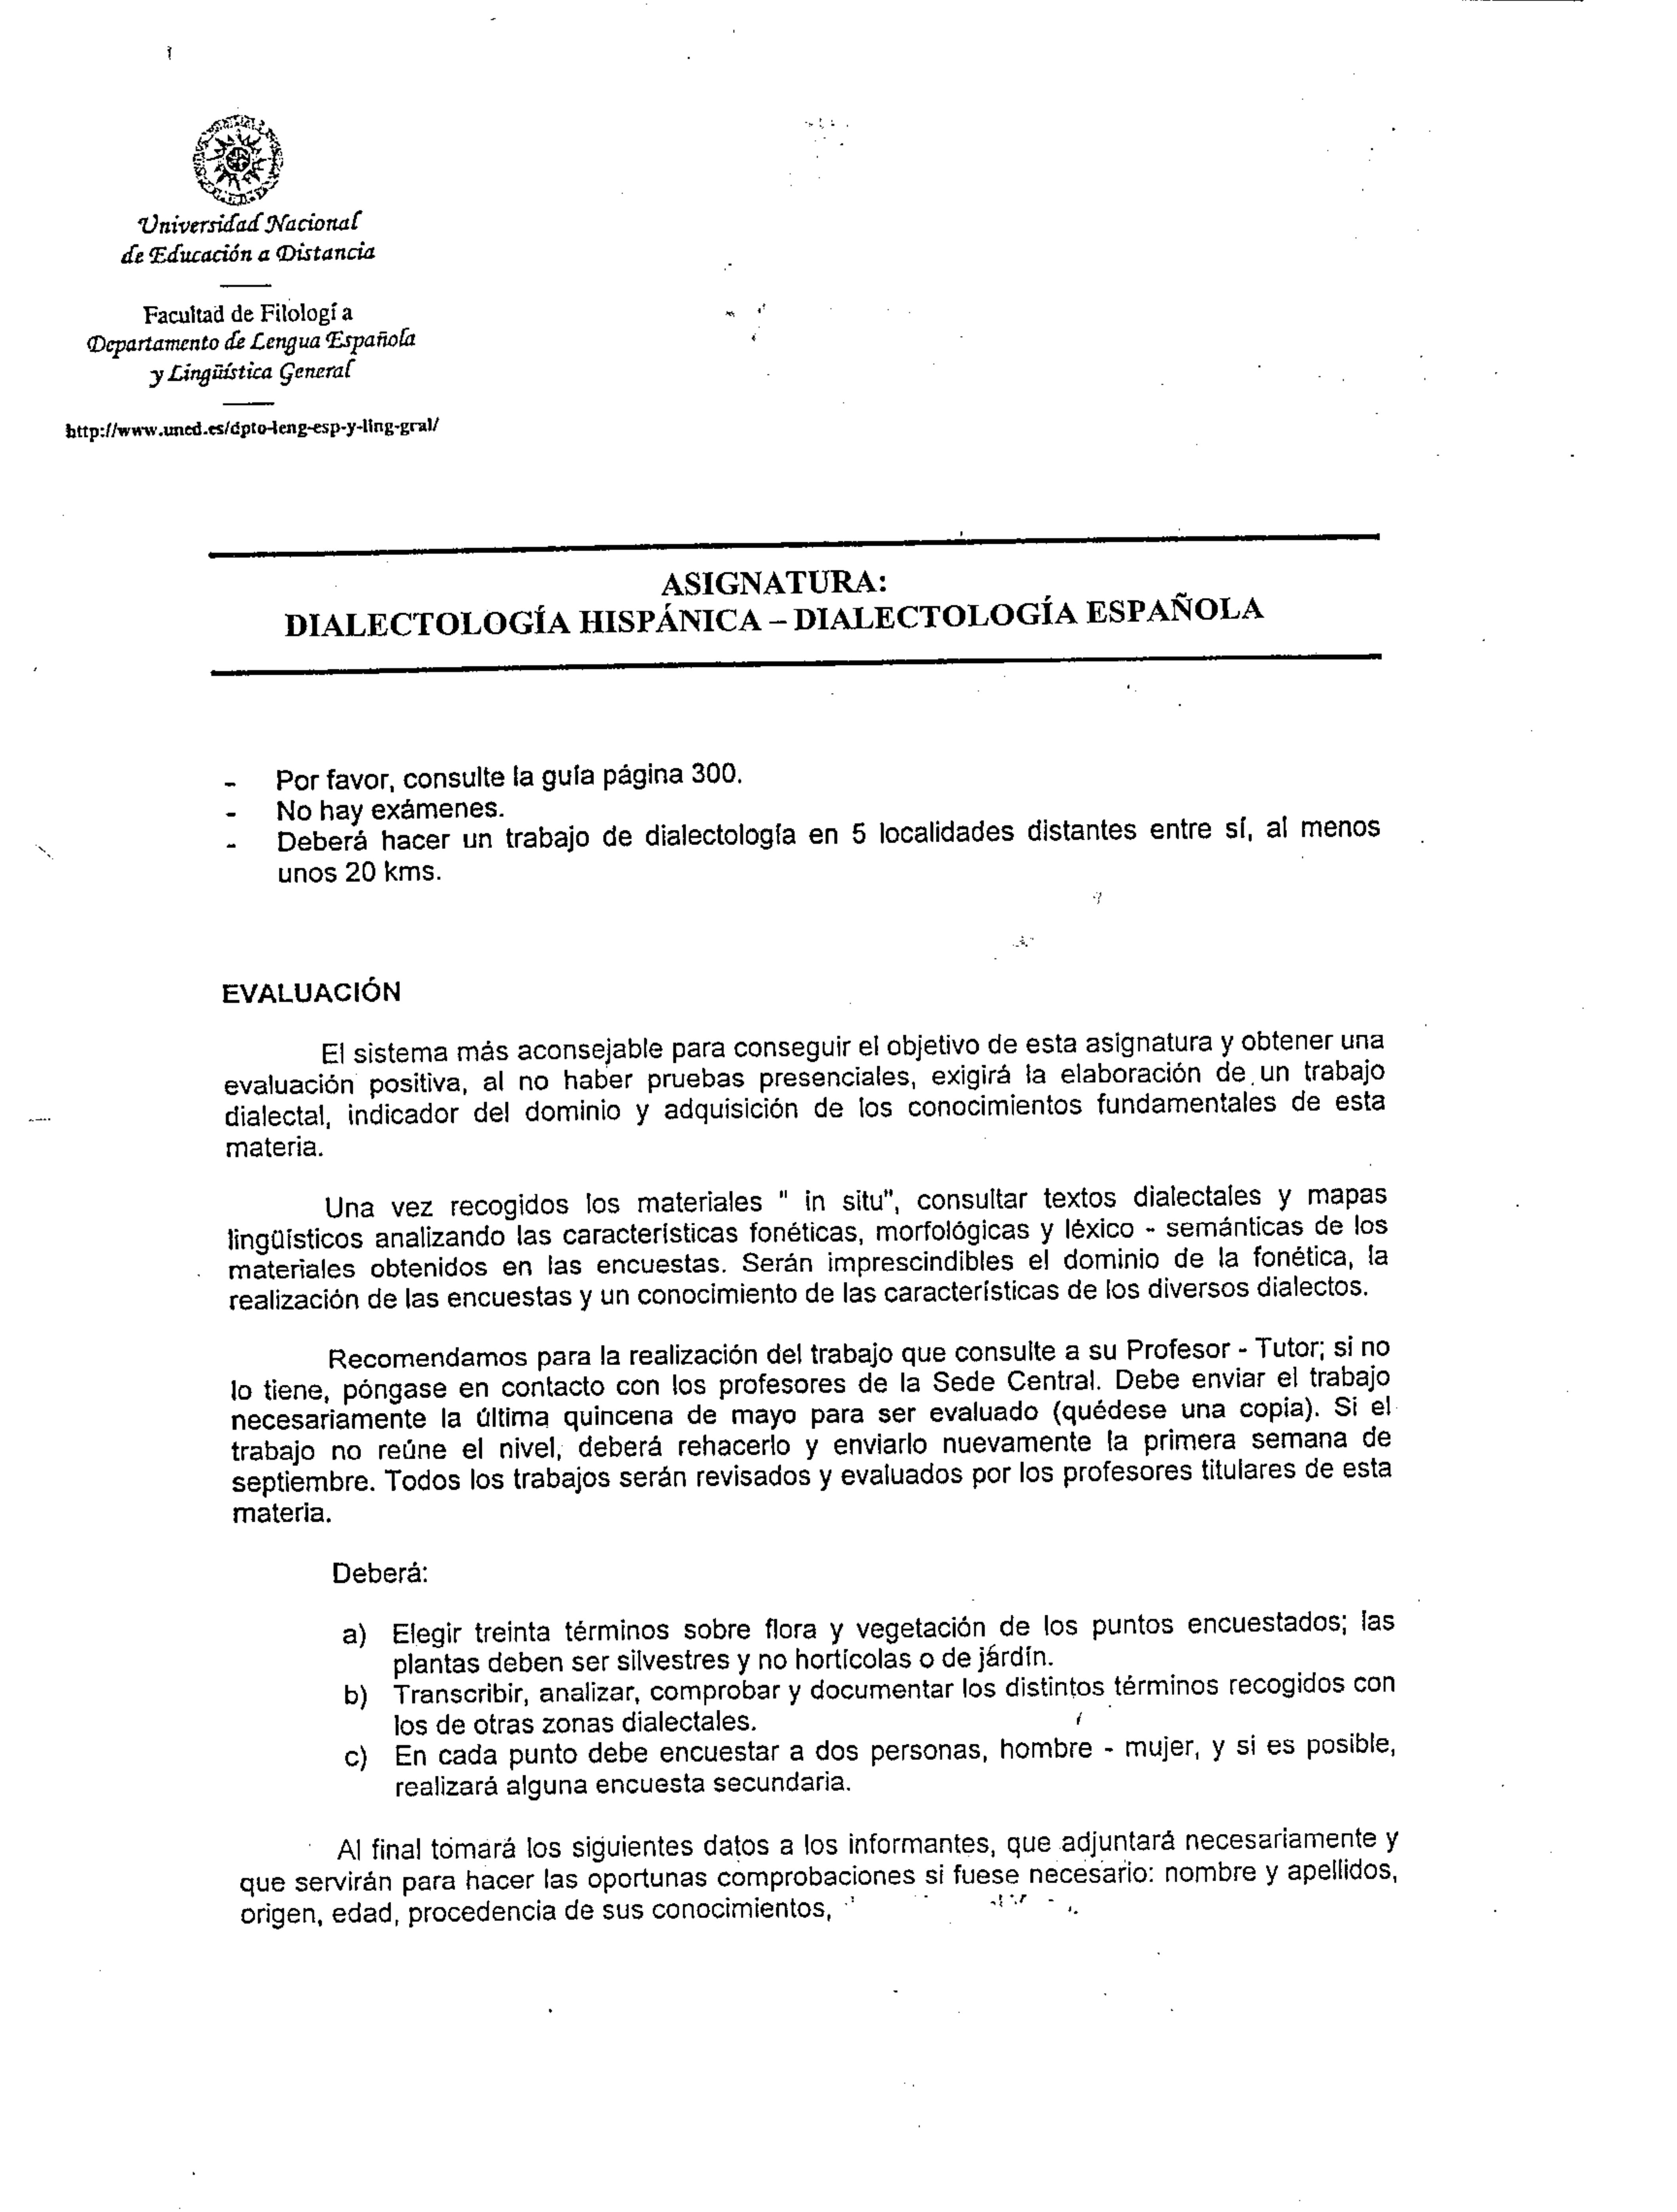 Universidad Nacional
de Educación a Distancia
Facultad de Filologí a
Departamento de Lengua Española
y Lingüística General
http://www.uned.es/dpto-leng-esp-y-ling-gral/
ASIGNATURA:
DIALECTOLOGÍA HISPÁNICA – DIALECTOLOGÍA ESPAÑOLA
- Por favor, consulte la guía página 300.
- No hay exámenes.
- Deberá hacer un trabajo de dialectología en 5 localidades distantes entre sí, al menos
unos 20 kms.
EVALUACIÓN
El sistema más aconsejable para conseguir el objetivo de esta asignatura y obtener una
evaluación positiva, al no haber pruebas presenciales, exigirá la elaboración de un trabajo
dialectal, indicador del dominio y adquisición de los conocimientos fundamentales de esta
materia.
Una vez recogidos los materiales " in situ", consultar textos dialectales y mapas
lingüísticos analizando las características fonéticas, morfológicas y léxico - semánticas de los
materiales obtenidos en las encuestas. Serán imprescindibles el dominio de la fonética, la
realización de las encuestas y un conocimiento de las características de los diversos dialectos.
Recomendamos para la realización del trabajo que consulte a su Profesor - Tutor; si no
lo tiene, póngase en contacto con los profesores de la Sede Central. Debe enviar el trabajo
necesariamente la última quincena de mayo para ser evaluado (quédese una copia). Si el
trabajo no reúne el nivel, deberá rehacerlo y enviarlo nuevamente la primera semana de
septiembre. Todos los trabajos serán revisados y evaluados por los profesores titulares de esta
materia.
Deberá:
a) Elegir treinta términos sobre flora y vegetación de los puntos encuestados; las
plantas deben ser silvestres y no hortícolas o de járdín.
b) Transcribir, analizar, comprobar y documentar los distintos términos recogidos con
los de otras zonas dialectales.
c) En cada punto debe encuestar a dos personas, hombre - mujer, y si es posible,
realizará alguna encuesta secundaria.
Al final tomará los siguientes datos a los informantes, que adjuntará necesariamente y
que servirán para hacer las oportunas comprobaciones si fuese necesario: nombre y apellidos,
origen, edad, procedencia de sus conocimientos,